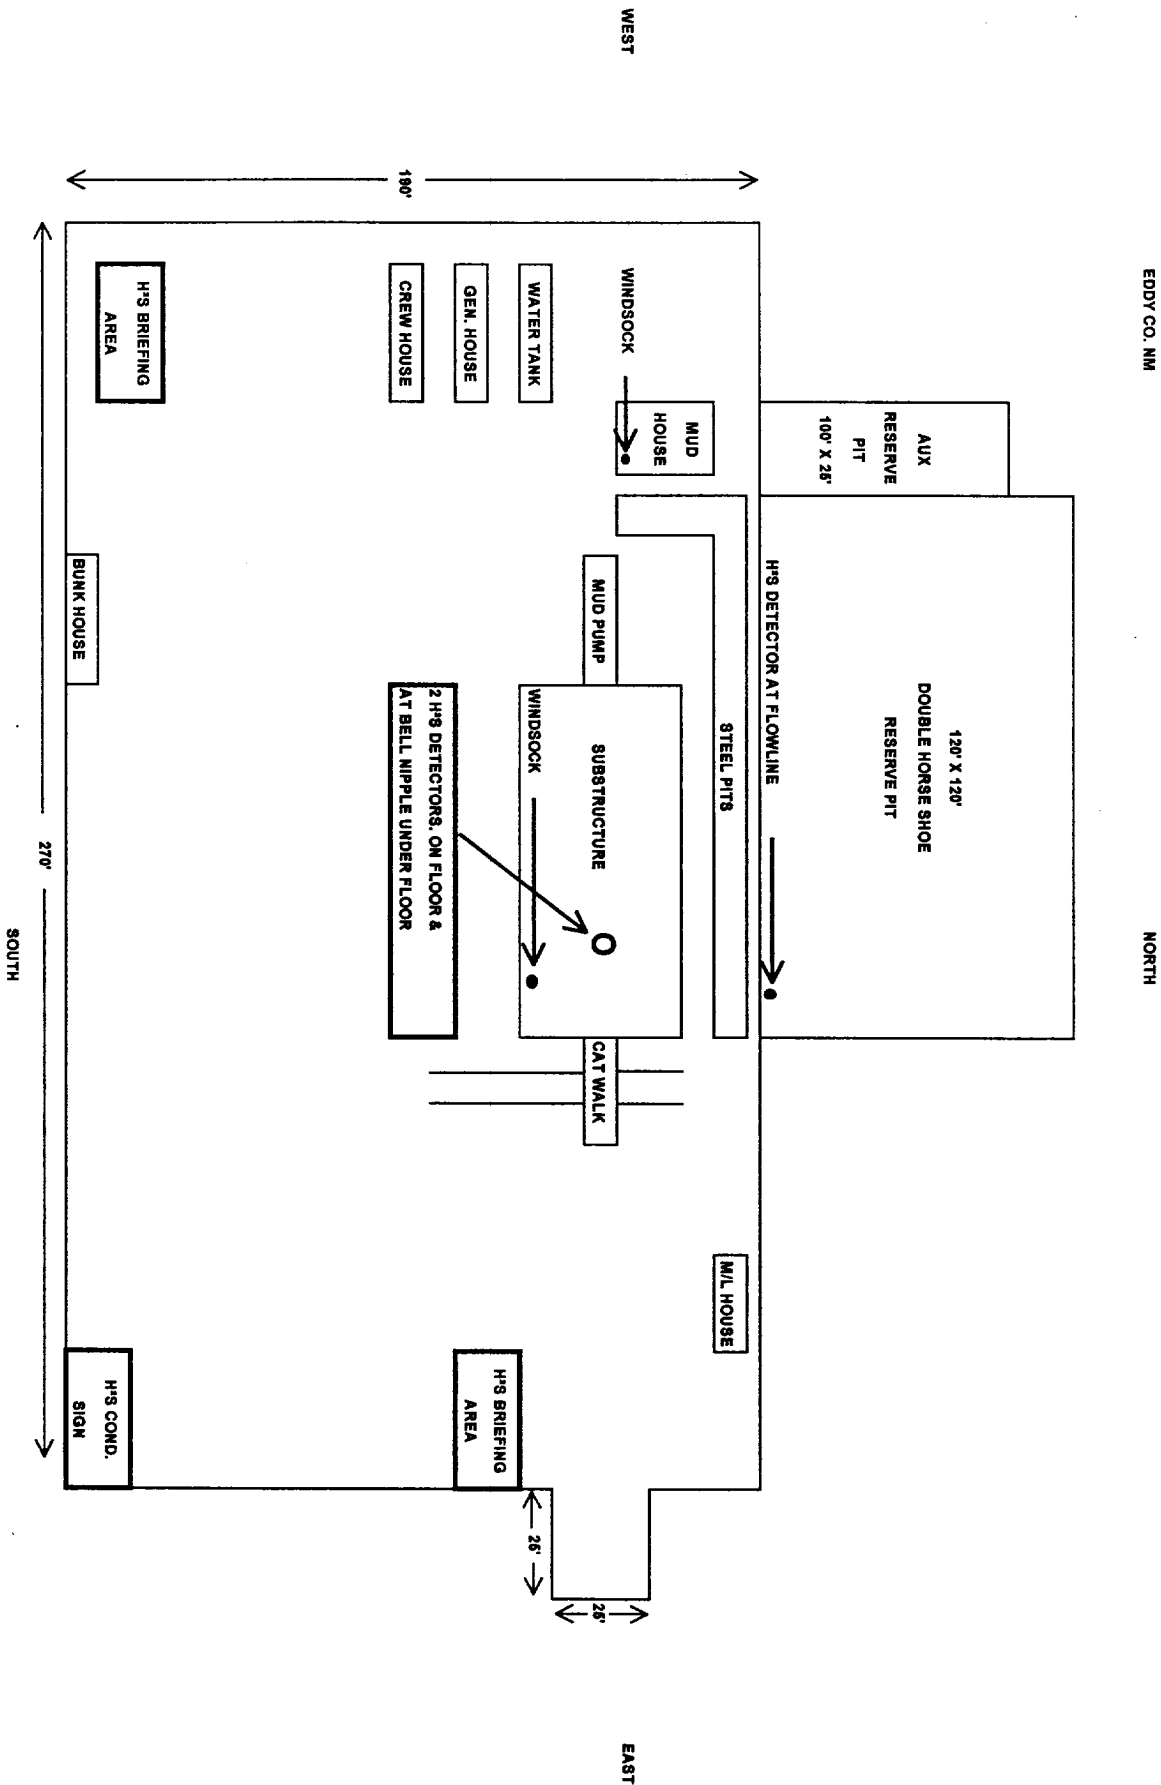 EDDY CO. NM
NORTH
120' X 120'
DOUBLE HORSE SHOE
RESERVE PIT
AUX
RESERVE
PIT
100' X 25'
H²S DETECTOR AT FLOWLINE
STEEL PITS
M/L HOUSE
MUD
HOUSE
WINDSOCK
WEST
EAST
MUD PUMP
SUBSTRUCTURE
CAT WALK
25'
25'
WATER TANK
WINDSOCK
GEN. HOUSE
H²S BRIEFING
AREA
CREW HOUSE
2 H²S DETECTORS. ON FLOOR &
AT BELL NIPPLE UNDER FLOOR
190'
H²S BRIEFING
AREA
H²S COND.
SIGN
BUNK HOUSE
270'
SOUTH